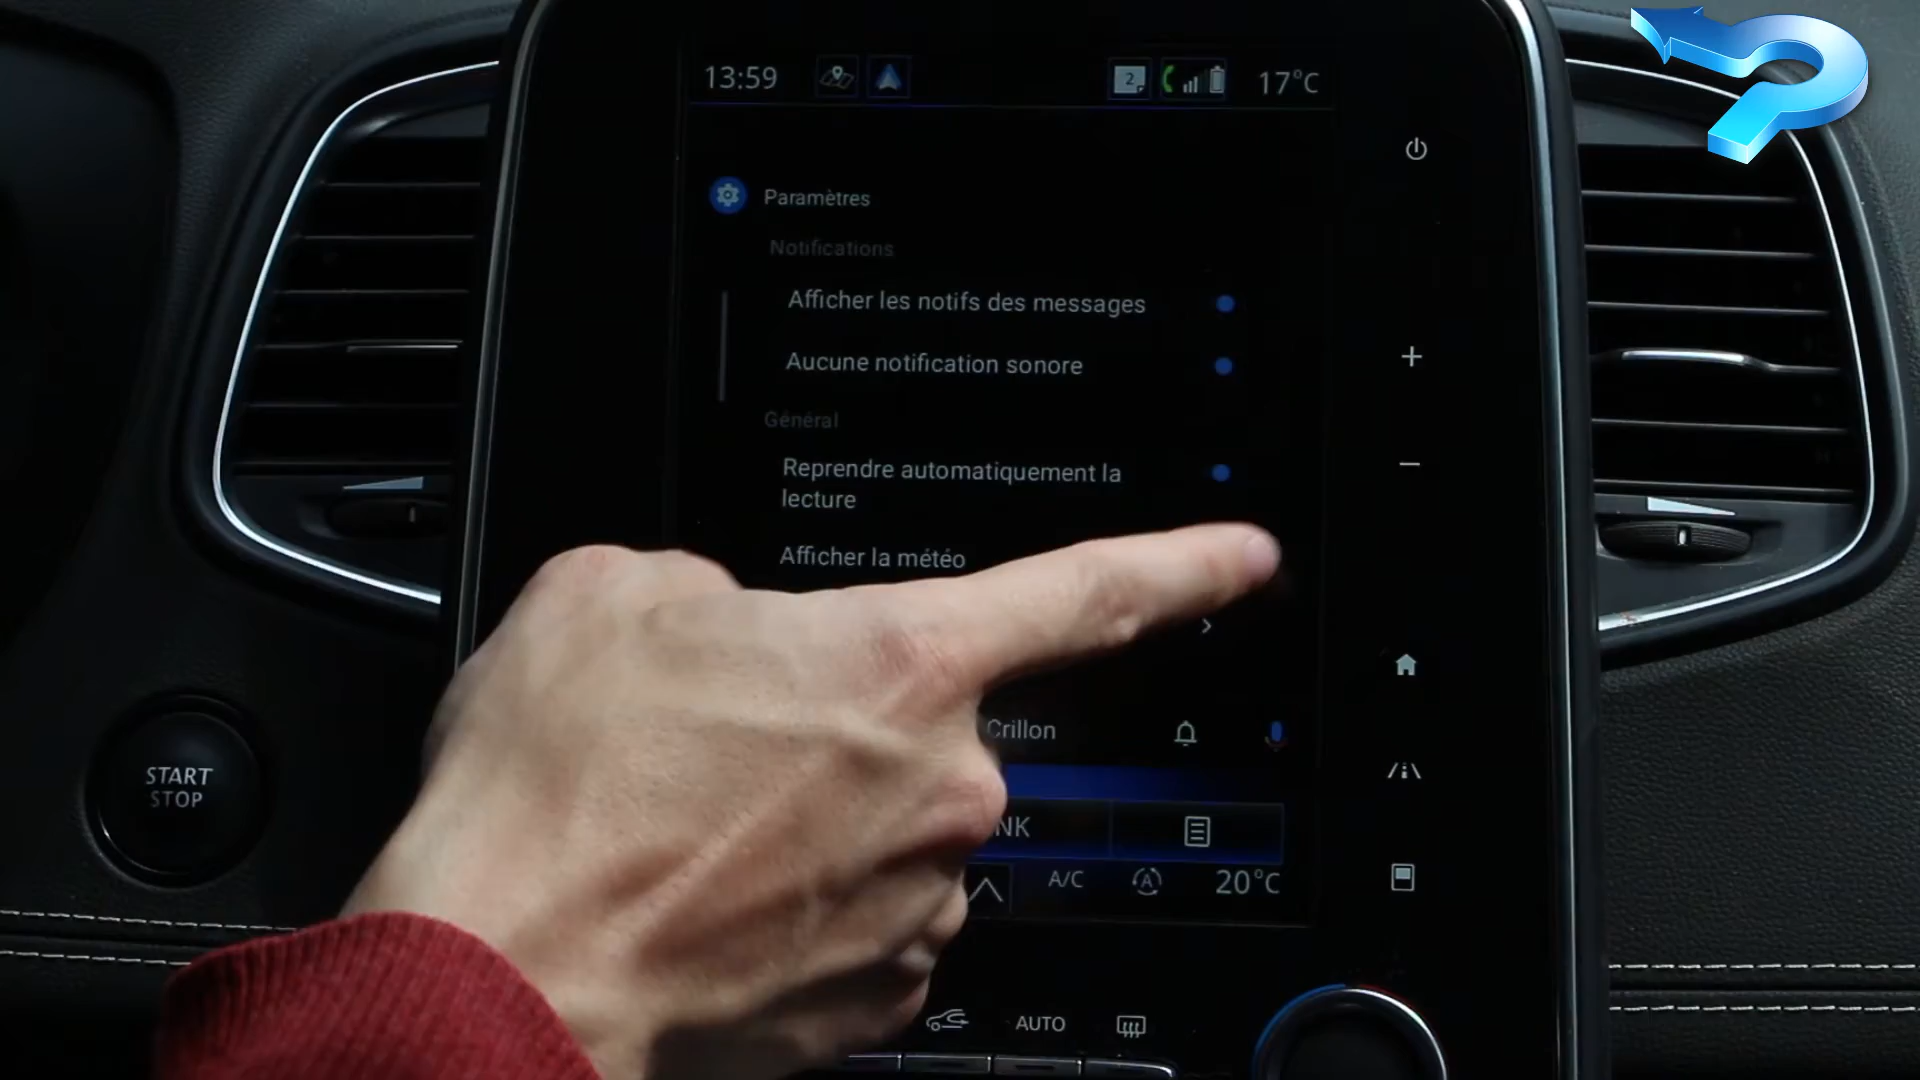 13:59
2
17°C
Paramètres
Notifications
Afficher les notifs des messages
Aucune notification sonore
Général
Reprendre automatiquement la
lecture
Afficher la météo
Crillon
NK
A/C
A
20°C
START
STOP
AUTO